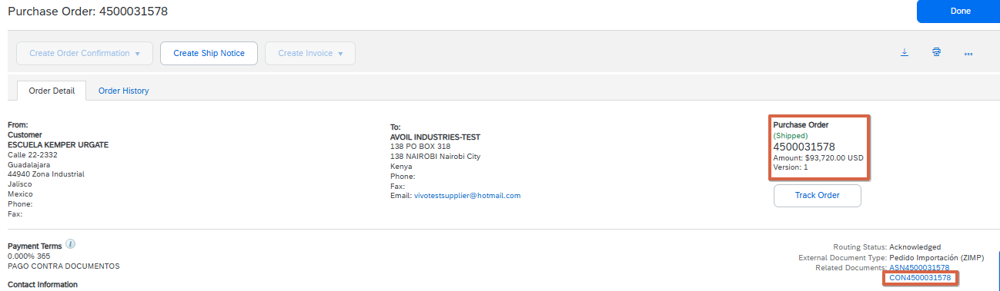 Purchase Order: 4500031578
Done
Create Order Confirmation
Create Ship Notice
Create Invoice
Order Detail
Order History
From:
Customer
ESCUELA KEMPER URGATE
Calle 22-2332
Guadalajara
44940 Zona Industrial
Jalisco
Mexico
Phone:
Fax:
To:
AVOIL INDUSTRIES-TEST
138 PO BOX 318
138 NAIROBI Nairobi City
Kenya
Phone:
Fax:
Email: vivotestsupplier@hotmail.com
Purchase Order
(Shipped)
4500031578
Amount: $93,720.00 USD
Version: 1
Track Order
Payment Terms i
0.000% 365
PAGO CONTRA DOCUMENTOS
Contact Information
Routing Status: Acknowledged
External Document Type: Pedido Importación (ZIMP)
Related Documents: ASN4500031578
CON4500031578